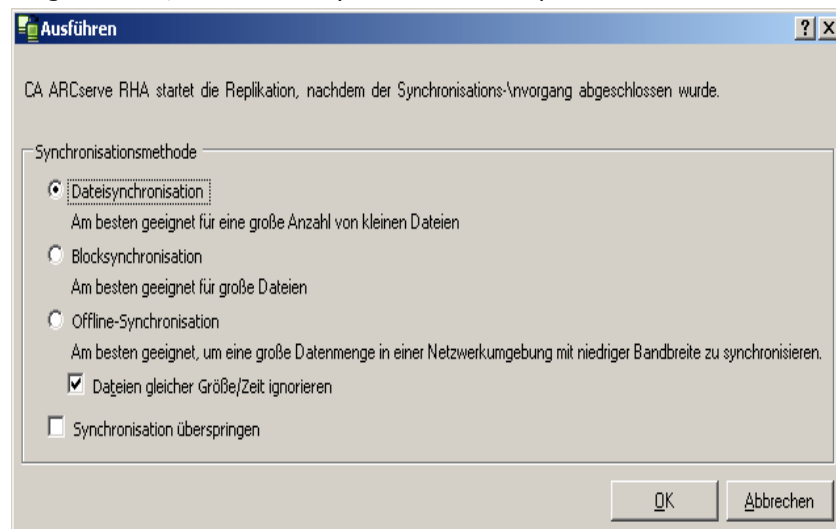 Ausführen
CA ARCserve RHA startet die Replikation, nachdem der Synchronisations-\nvorgang abgeschlossen wurde.
Synchronisationsmethode
Dateisynchronisation
Am besten geeignet für eine große Anzahl von kleinen Dateien
Blocksynchronisation
Am besten geeignet für große Dateien
Offline-Synchronisation
Am besten geeignet, um eine große Datenmenge in einer Netzwerkumgebung mit niedriger Bandbreite zu synchronisieren.
Dateien gleicher Größe/Zeit ignorieren
Synchronisation überspringen
OK Abbrechen